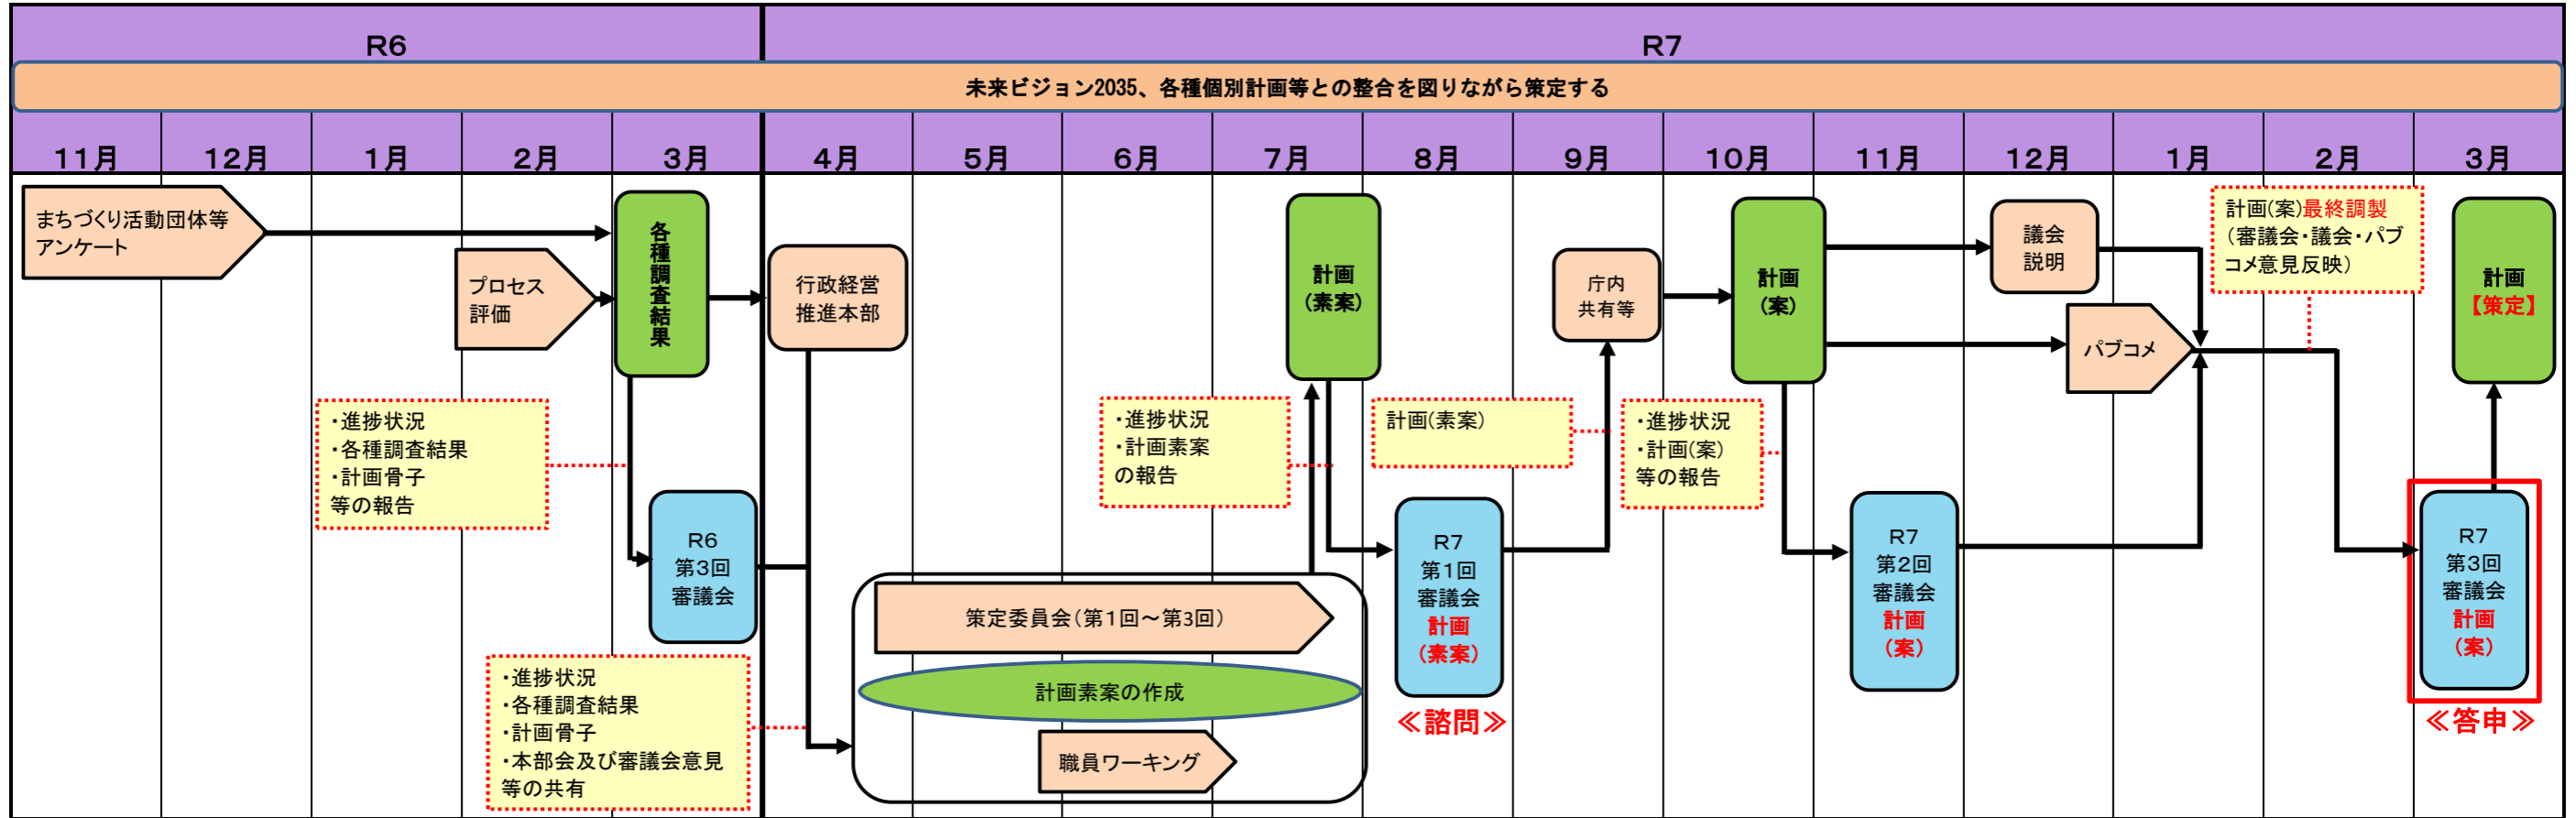 R6
R7
未来ビジョン2035、各種個別計画等との整合を図りながら策定する
11月
12月
1月
2月
3月
4月
5月
6月
7月
8月
9月
10月
11月
12月
1月
2月
3月
まちづくり活動団体等
アンケート
プロセス
評価
各種調査結果
・進捗状況
・各種調査結果
・計画骨子
等の報告
R6
第3回
審議会
行政経営
推進本部
・進捗状況
・各種調査結果
・計画骨子
・本部会及び審議会意見
等の共有
策定委員会(第1回～第3回)
計画素案の作成
職員ワーキング
計画
(素案)
・進捗状況
・計画素案
の報告
R7
第1回
審議会
計画
(素案)
≪諮問≫
計画(素案)
庁内
共有等
計画
(案)
・進捗状況
・計画(案)
等の報告
R7
第2回
審議会
計画
(案)
議会
説明
パブコメ
計画(案)最終調製
(審議会・議会・パブ
コメ意見反映)
R7
第3回
審議会
計画
(案)
≪答申≫
計画
【策定】